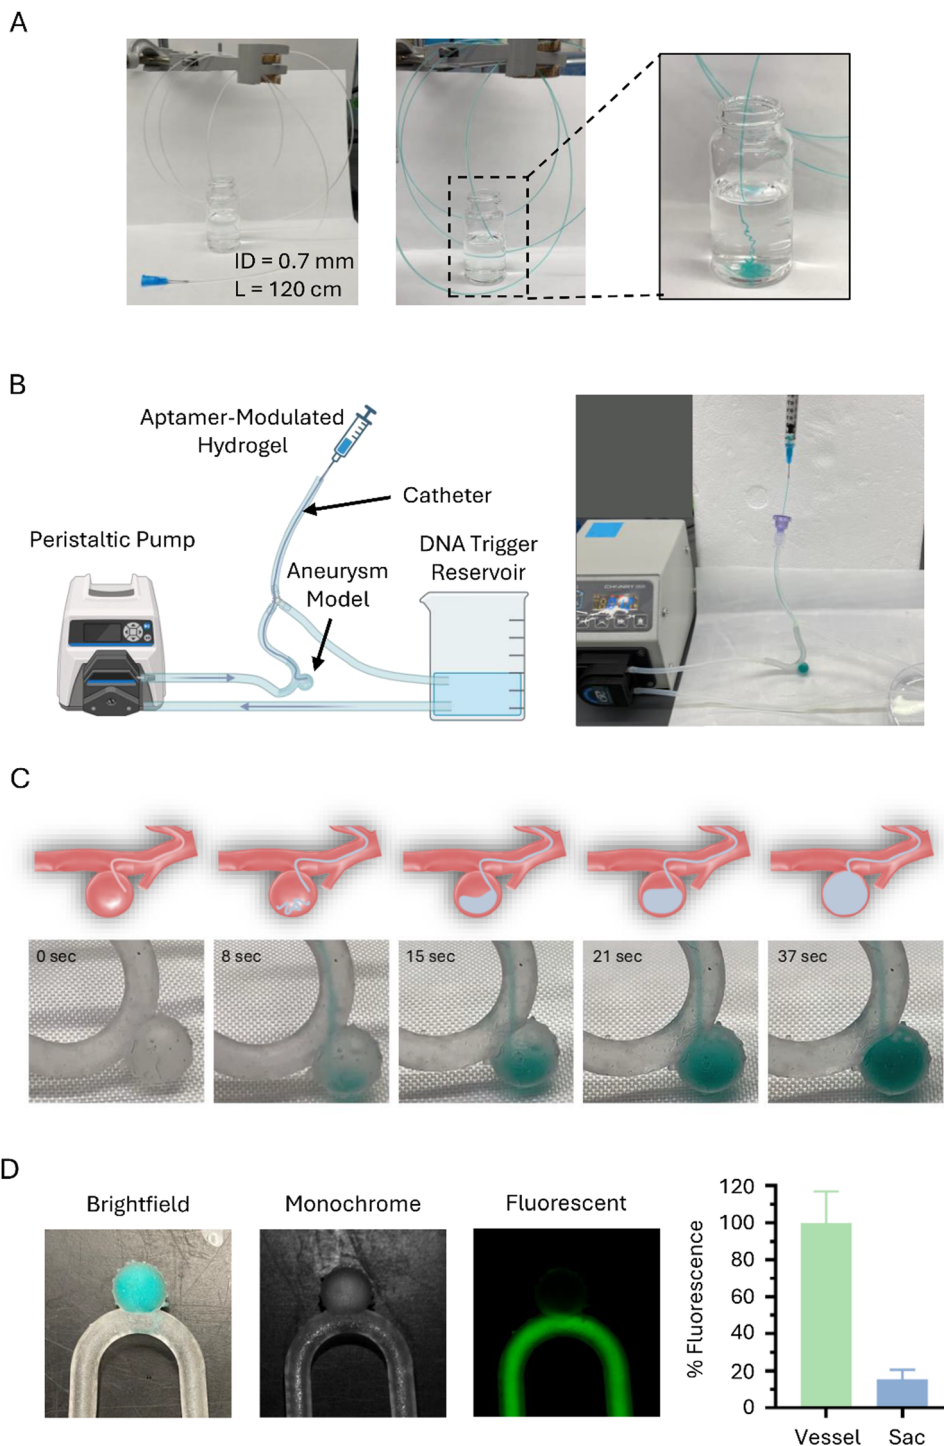 A
ID = 0.7 mm
L = 120 cm
B
Aptamer-Modulated
Hydrogel
Catheter
Peristaltic Pump
DNA Trigger
Reservoir
Aneurysm
Model
C
0 sec
8 sec
15 sec
21 sec
37 sec
D
Brightfield
Monochrome
Fluorescent
% Fluorescence
120
100
80
60
40
20
0
Vessel
Sac